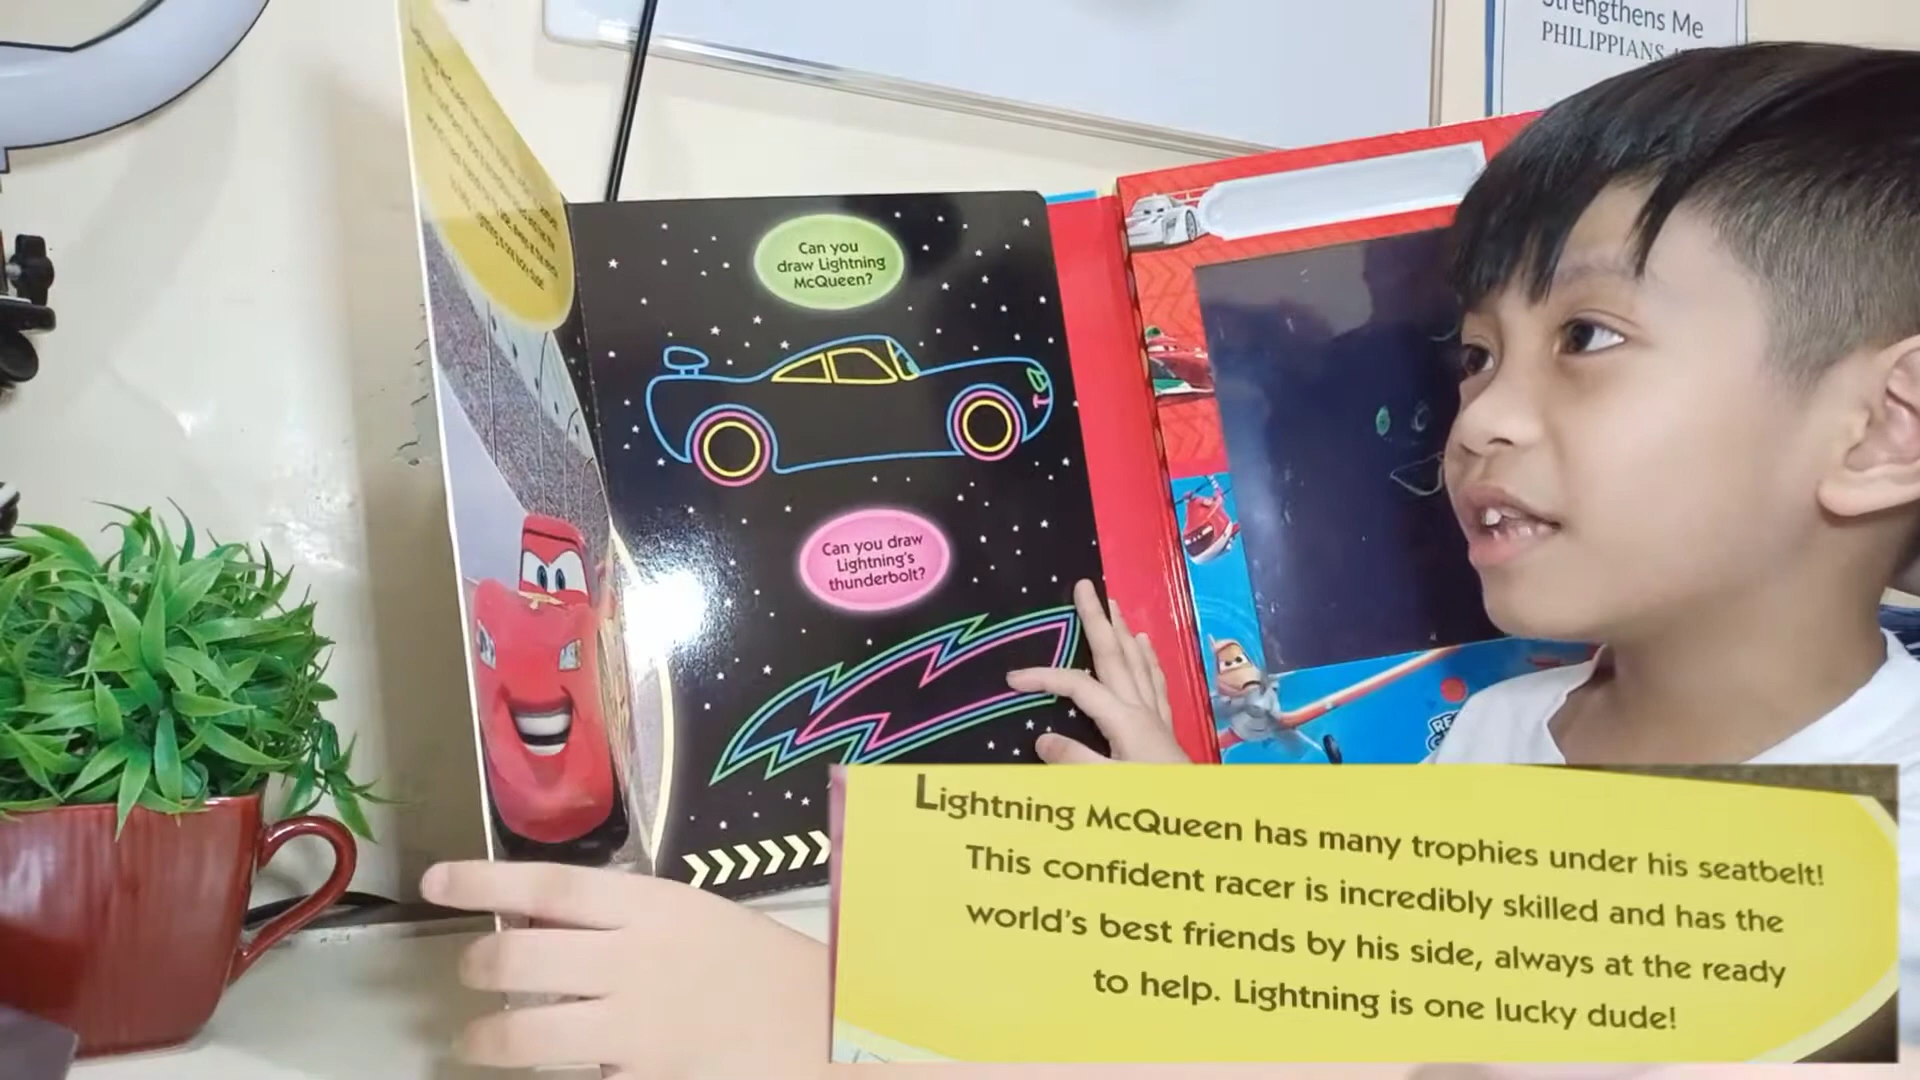 Strengthens Me
PHILIPPIANS
Can you
draw Lightning
McQueen?
Can you draw
Lightning's
thunderbolt?
Lightning McQueen has many trophies under his seatbelt!
This confident racer is incredibly skilled and has the
world's best friends by his side, always at the ready
to help. Lightning is one lucky dude!